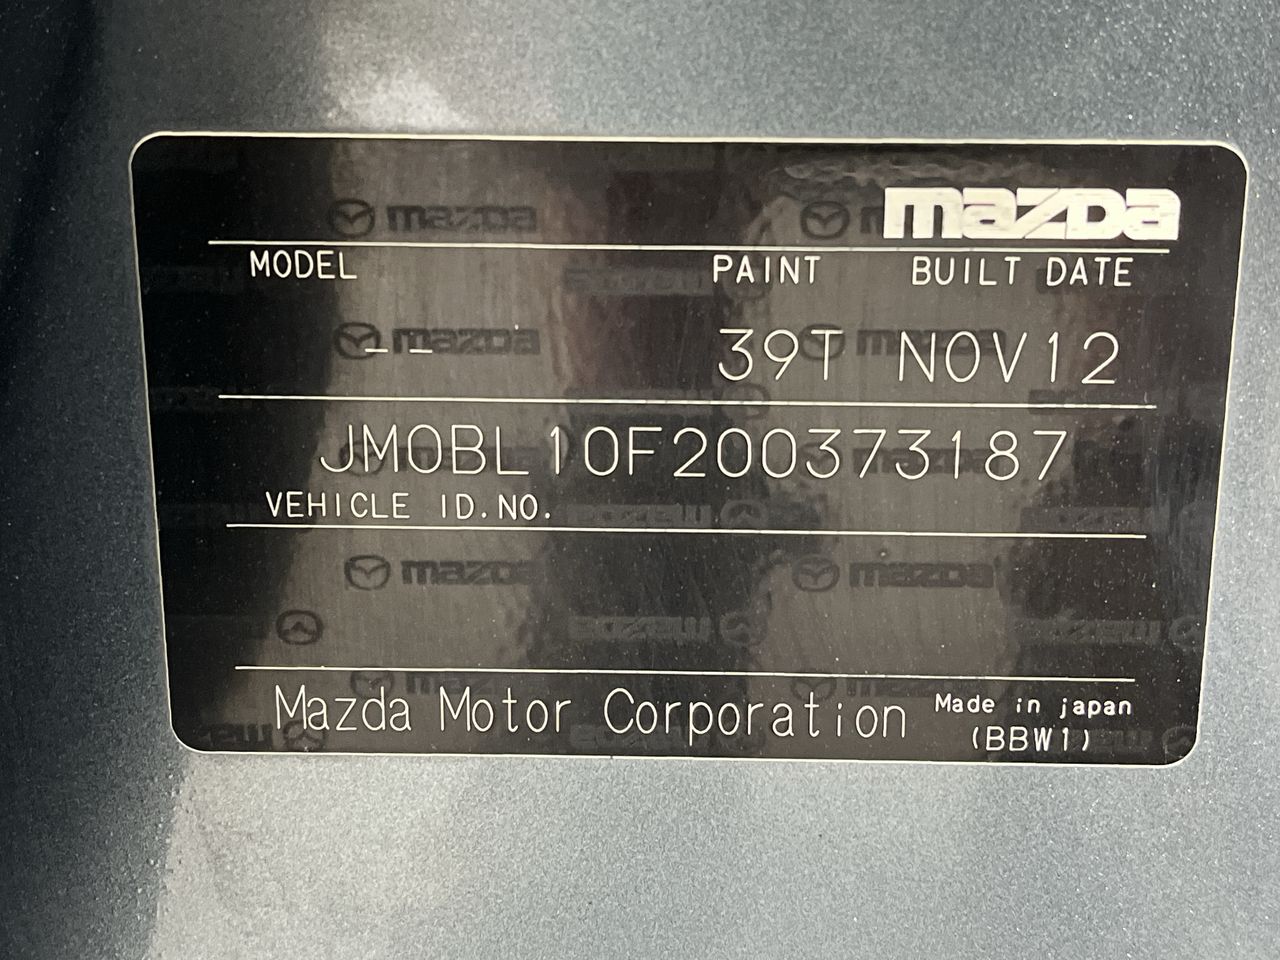 mazda
MODEL PAINT BUILT DATE
-- 39T NOV12
JM0BL10F200373187
VEHICLE ID.NO.
Mazda Motor Corporation Made in japan
(BBW1)